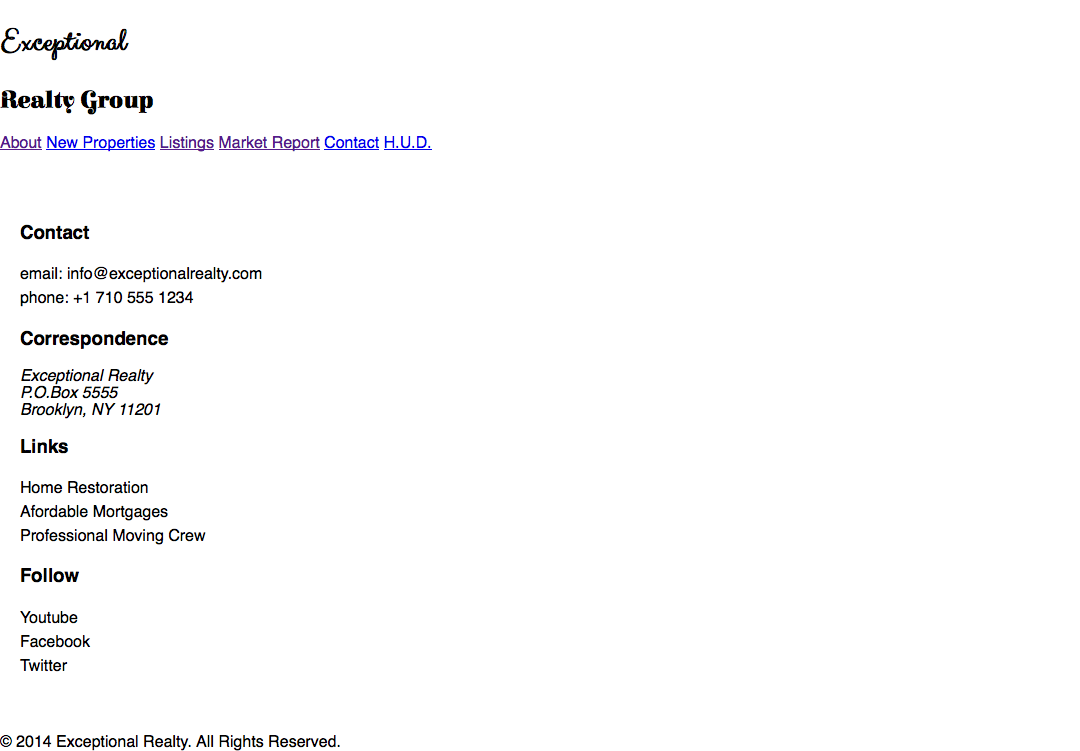 Exceptional
Realty Group
About New Properties Listings Market Report Contact H.U.D.
Contact
email: info@exceptionalrealty.com
phone: +1 710 555 1234
Correspondence
Exceptional Realty
P.O.Box 5555
Brooklyn, NY 11201
Links
Home Restoration
Afordable Mortgages
Professional Moving Crew
Follow
Youtube
Facebook
Twitter
© 2014 Exceptional Realty. All Rights Reserved.